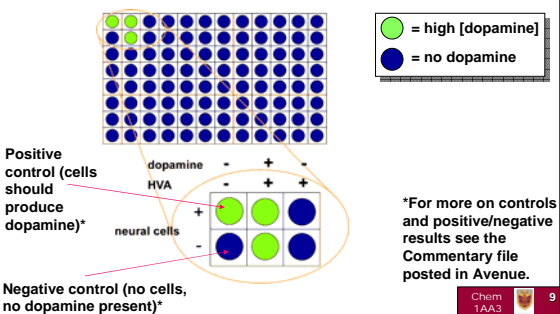 = high [dopamine]
= no dopamine
Positive
control (cells
should
produce
dopamine)*
dopamine - + -
HVA - + +
+
neural cells
-
Negative control (no cells,
no dopamine present)*
*For more on controls
and positive/negative
results see the
Commentary file
posted in Avenue.
Chem
1AA3
9